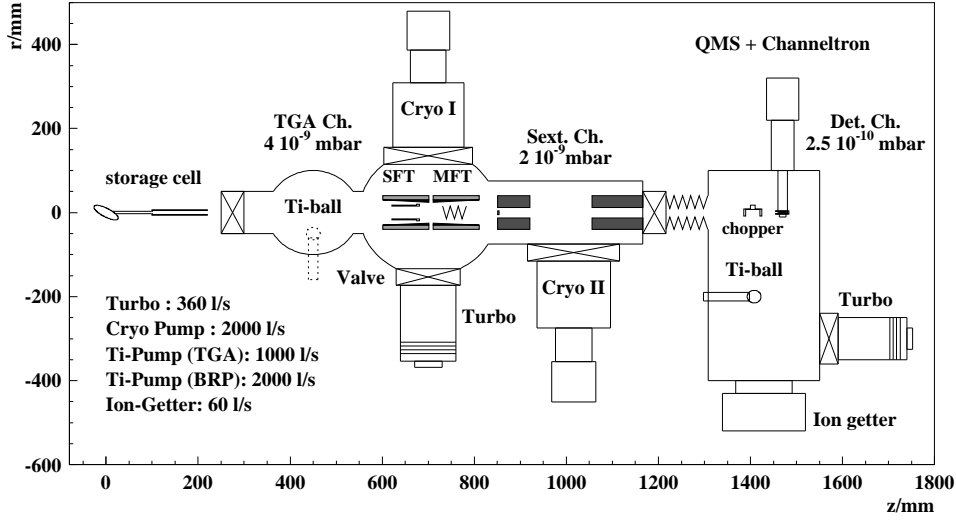 r/mm
400
200
0
-200
-400
-600
QMS + Channeltron
Cryo I
TGA Ch.
4 10⁻⁹ mbar
Sext. Ch.
2 10⁻⁹ mbar
Det. Ch.
2.5 10⁻¹⁰ mbar
SFT MFT
storage cell
Ti-ball
chopper
Valve
Ti-ball
Cryo II
Turbo
Turbo
Turbo : 360 l/s
Cryo Pump : 2000 l/s
Ti-Pump (TGA): 1000 l/s
Ti-Pump (BRP): 2000 l/s
Ion-Getter: 60 l/s
Ion getter
0 200 400 600 800 1000 1200 1400 1600 1800
z/mm